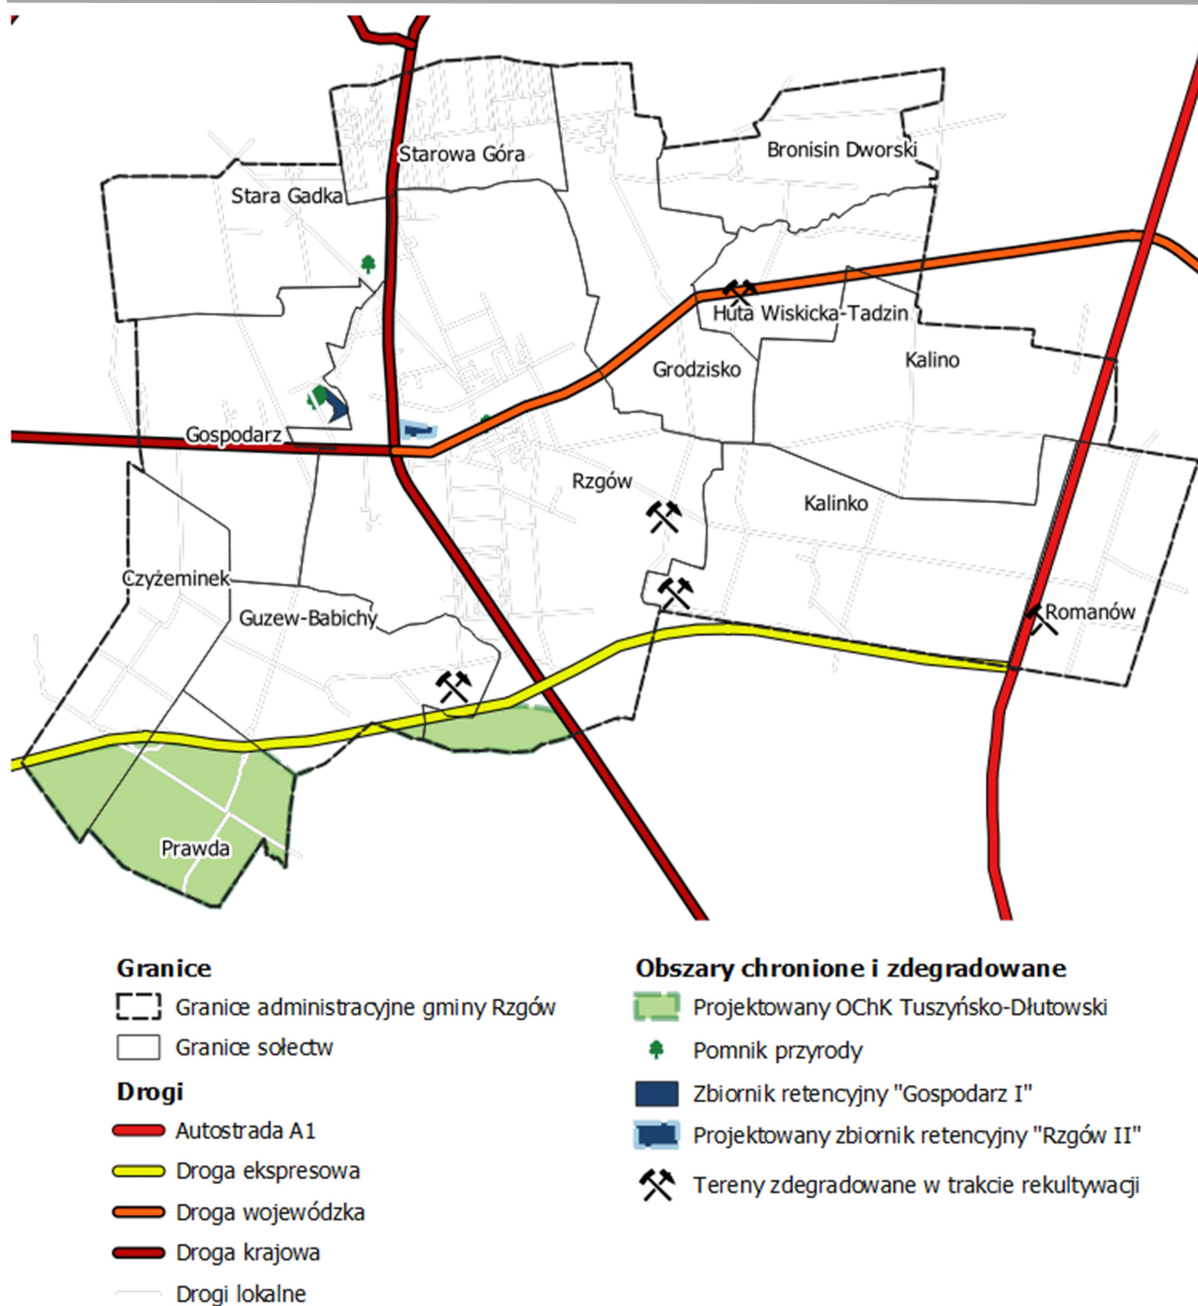 Starowa Góra
Bronisin Dworski
Stara Gadka
Huta Wiskicka-Tadzin
Grodzisko
Kalino
Gospodarz
Rzgów
Kalinko
Czyżeminek
Guzew-Babichy
Romanów
Prawda
Granice
Granice administracyjne gminy Rzgów
Granice sołectw
Drogi
Autostrada A1
Droga ekspresowa
Droga wojewódzka
Droga krajowa
Drogi lokalne
Obszary chronione i zdegradowane
Projektowany OChK Tuszyńsko-Dłutowski
Pomnik przyrody
Zbiornik retencyjny "Gospodarz I"
Projektowany zbiornik retencyjny "Rzgów II"
Tereny zdegradowane w trakcie rekultywacji